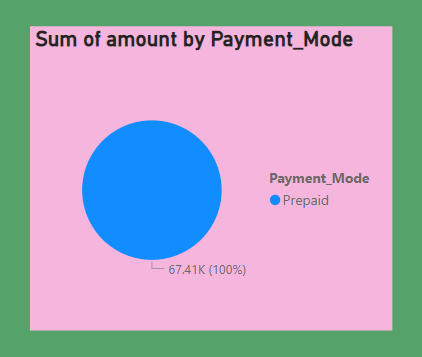 Sum of amount by Payment_Mode
Payment_Mode
Prepaid
67.41K (100%)